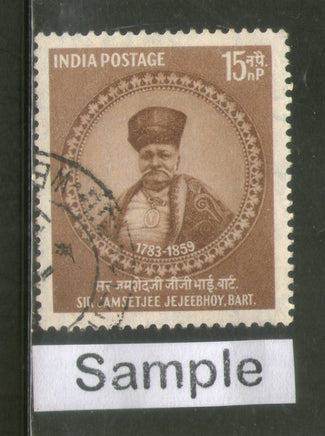 INDIA POSTAGE 15 न.पै.
nP
1783-1859
सर जमशेदजी जीजी भाई, बार्ट.
SIR JAMSETJEE JEJEEBHOY, BART.
Sample